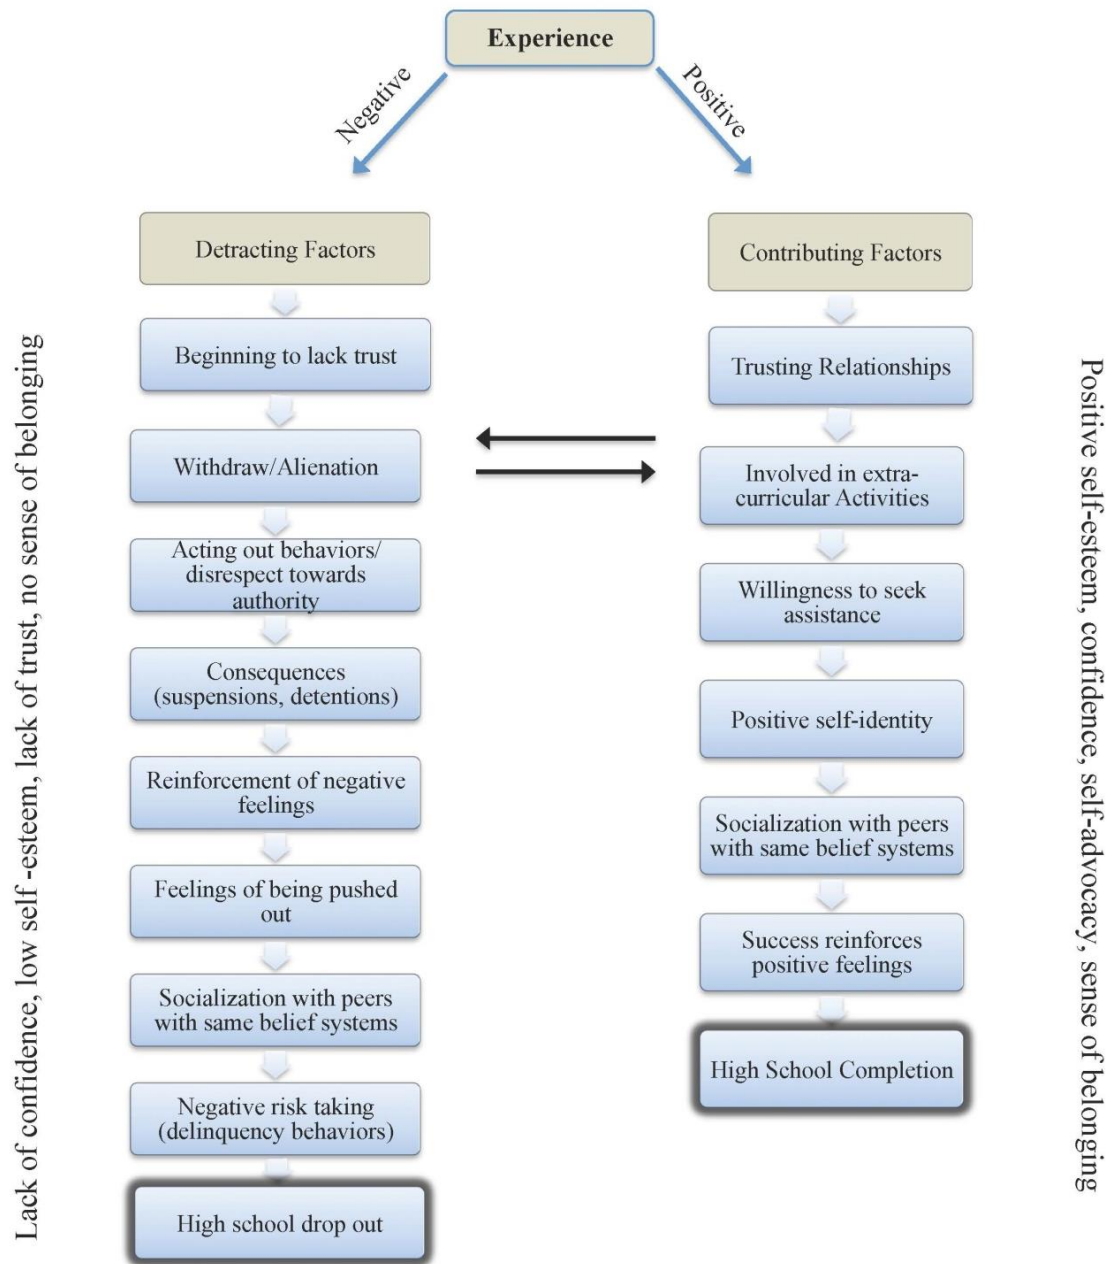 Experience
Negative
Positive
Detracting Factors
Beginning to lack trust
Withdraw/Alienation
Acting out behaviors/
disrespect towards
authority
Consequences
(suspensions, detentions)
Reinforcement of negative
feelings
Feelings of being pushed
out
Socialization with peers
with same belief systems
Negative risk taking
(delinquency behaviors)
High school drop out
Contributing Factors
Trusting Relationships
Involved in extra-
curricular Activities
Willingness to seek
assistance
Positive self-identity
Socialization with peers
with same belief systems
Success reinforces
positive feelings
High School Completion
Lack of confidence, low self -esteem, lack of trust, no sense of belonging
Positive self-esteem, confidence, self-advocacy, sense of belonging